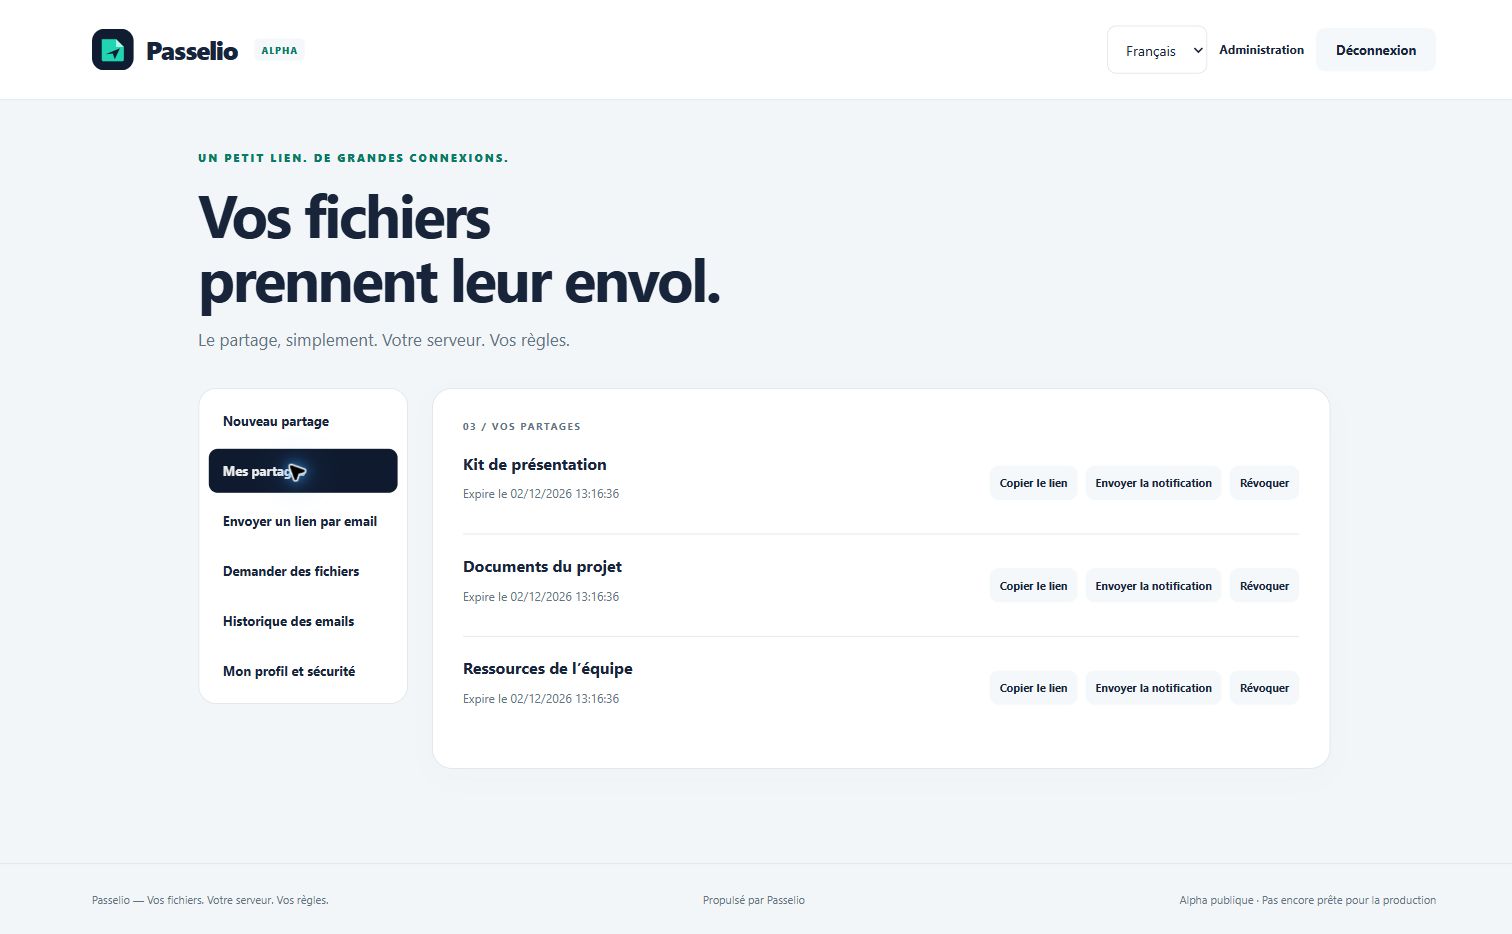 Passelio ALPHA
Français Administration Déconnexion
UN PETIT LIEN. DE GRANDES CONNEXIONS.
Vos fichiers
prennent leur envol.
Le partage, simplement. Votre serveur. Vos règles.
Nouveau partage
Mes partag
Envoyer un lien par email
Demander des fichiers
Historique des emails
Mon profil et sécurité
03 / VOS PARTAGES
Kit de présentation
Expire le 02/12/2026 13:16:36
Copier le lien Envoyer la notification Révoquer
Documents du projet
Expire le 02/12/2026 13:16:36
Copier le lien Envoyer la notification Révoquer
Ressources de l'équipe
Expire le 02/12/2026 13:16:36
Copier le lien Envoyer la notification Révoquer
Passelio — Vos fichiers. Votre serveur. Vos règles.
Propulsé par Passelio
Alpha publique · Pas encore prête pour la production